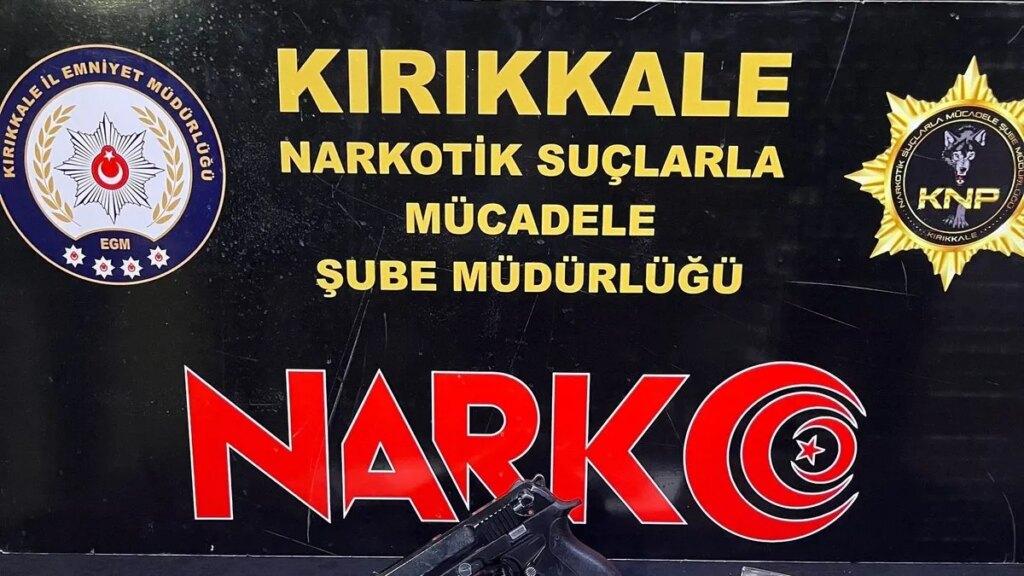 KIRIKKALE İL EMNİYET MÜDÜRLÜĞÜ
EGM
KIRIKKALE
NARKOTİK SUÇLARLA
MÜCADELE
ŞUBE MÜDÜRLÜĞÜ
NARKOTİK SUÇLARLA MÜCADELE ŞUBE MÜDÜRLÜĞÜ
KNP
KIRIKKALE
NARKO